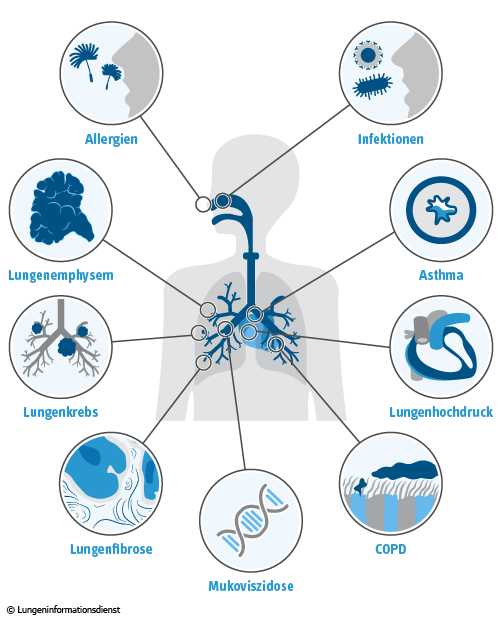 Allergien
Infektionen
Lungenemphysem
Asthma
Lungenkrebs
Lungenhochdruck
Lungenfibrose
COPD
Mukoviszidose
© Lungeninformationsdienst